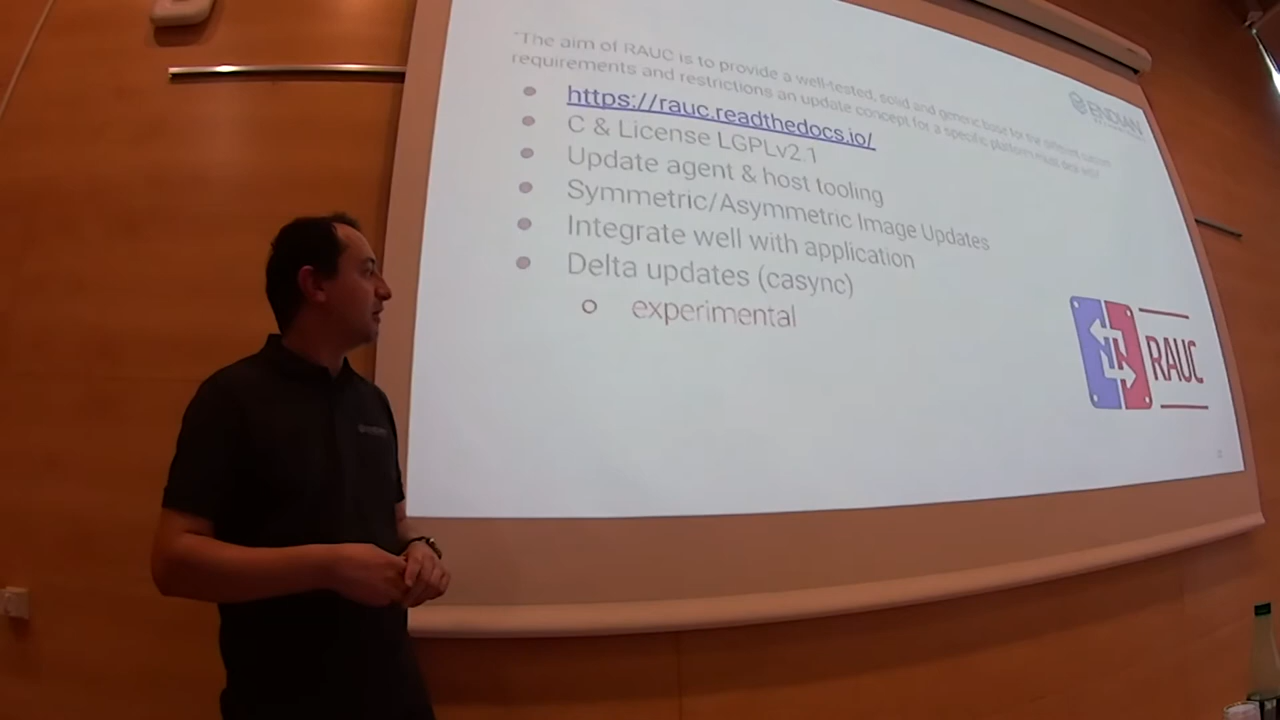 "The aim of RAUC is to provide a well-tested, solid and generic base for the different custom
requirements and restrictions an update concept for a specific platform must deal with."
ENDIAN
https://rauc.readthedocs.io/
C & License LGPLv2.1
Update agent & host tooling
Symmetric/Asymmetric Image Updates
Integrate well with application
Delta updates (casync)
experimental
RAUC